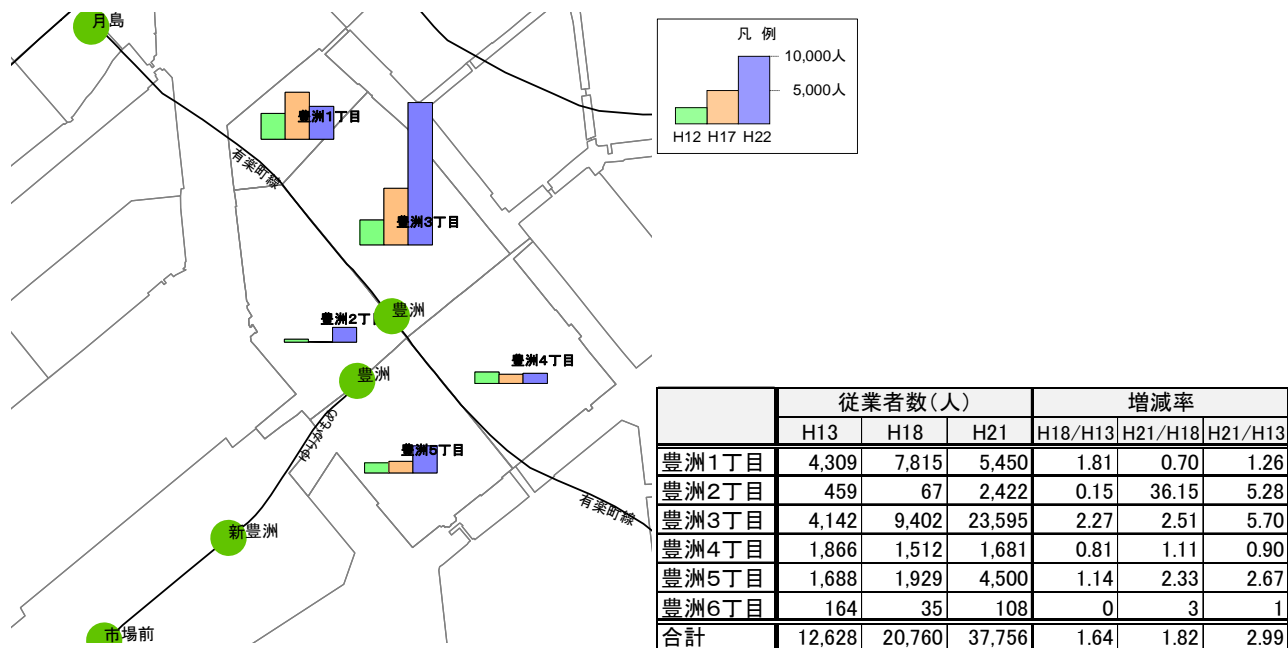 月島
豊洲1丁目
有楽町線
豊洲3丁目
豊洲2丁目
豊洲
豊洲4丁目
豊洲
ゆりかもめ
豊洲5丁目
有楽町線
新豊洲
市場前
凡 例
10,000人
5,000人
H12 H17 H22
従業者数(人) 増減率
H13 H18 H21 H18/H13 H21/H18 H21/H13
豊洲1丁目 4,309 7,815 5,450 1.81 0.70 1.26
豊洲2丁目 459 67 2,422 0.15 36.15 5.28
豊洲3丁目 4,142 9,402 23,595 2.27 2.51 5.70
豊洲4丁目 1,866 1,512 1,681 0.81 1.11 0.90
豊洲5丁目 1,688 1,929 4,500 1.14 2.33 2.67
豊洲6丁目 164 35 108 0 3 1
合計 12,628 20,760 37,756 1.64 1.82 2.99